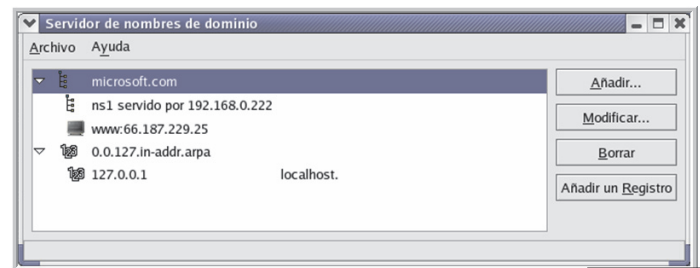 Servidor de nombres de dominio
Archivo Ayuda
microsoft.com
ns1 servido por 192.168.0.222
www:66.187.229.25
0.0.127.in-addr.arpa
127.0.0.1 localhost.
Añadir...
Modificar...
Borrar
Añadir un Registro